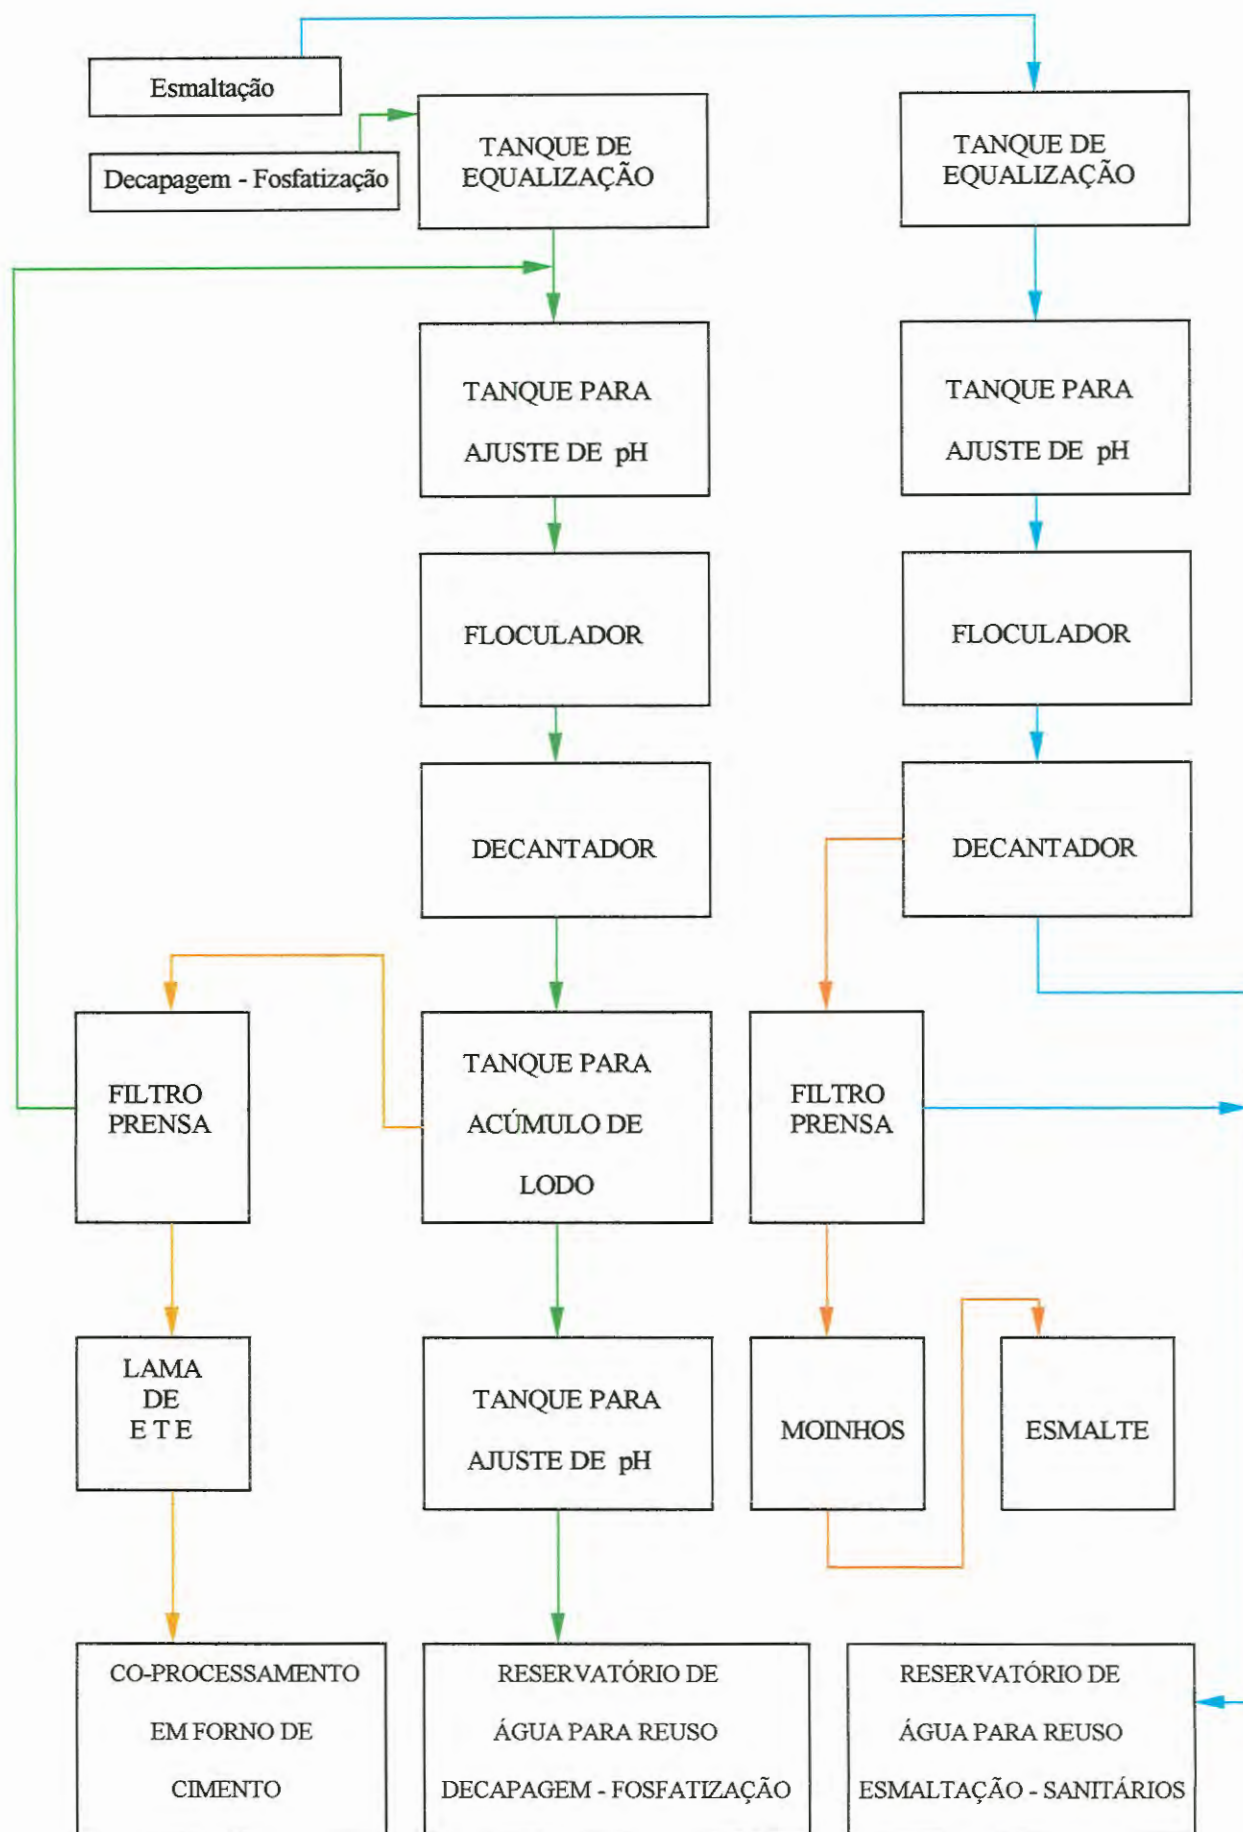 Esmaltação
Decapagem - Fosfatização
TANQUE DE
EQUALIZAÇÃO
TANQUE DE
EQUALIZAÇÃO
TANQUE PARA
AJUSTE DE pH
TANQUE PARA
AJUSTE DE pH
FLOCULADOR
FLOCULADOR
DECANTADOR
DECANTADOR
FILTRO
PRENSA
TANQUE PARA
ACÚMULO DE
LODO
FILTRO
PRENSA
LAMA
DE
E T E
TANQUE PARA
AJUSTE DE pH
MOINHOS
ESMALTE
CO-PROCESSAMENTO
EM FORNO DE
CIMENTO
RESERVATÓRIO DE
ÁGUA PARA REUSO
DECAPAGEM - FOSFATIZAÇÃO
RESERVATÓRIO DE
ÁGUA PARA REUSO
ESMALTAÇÃO - SANITÁRIOS